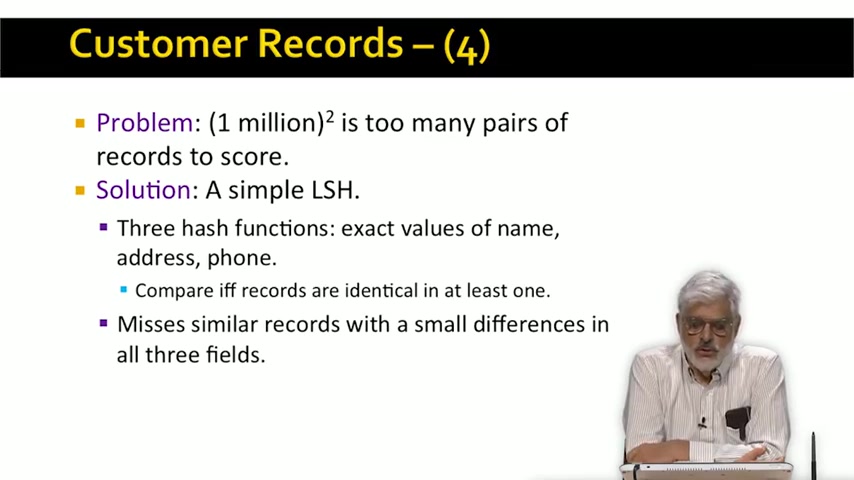 Customer Records – (4)
Problem: (1 million)² is too many pairs of
records to score.
Solution: A simple LSH.
Three hash functions: exact values of name,
address, phone.
Compare iff records are identical in at least one.
Misses similar records with a small differences in
all three fields.